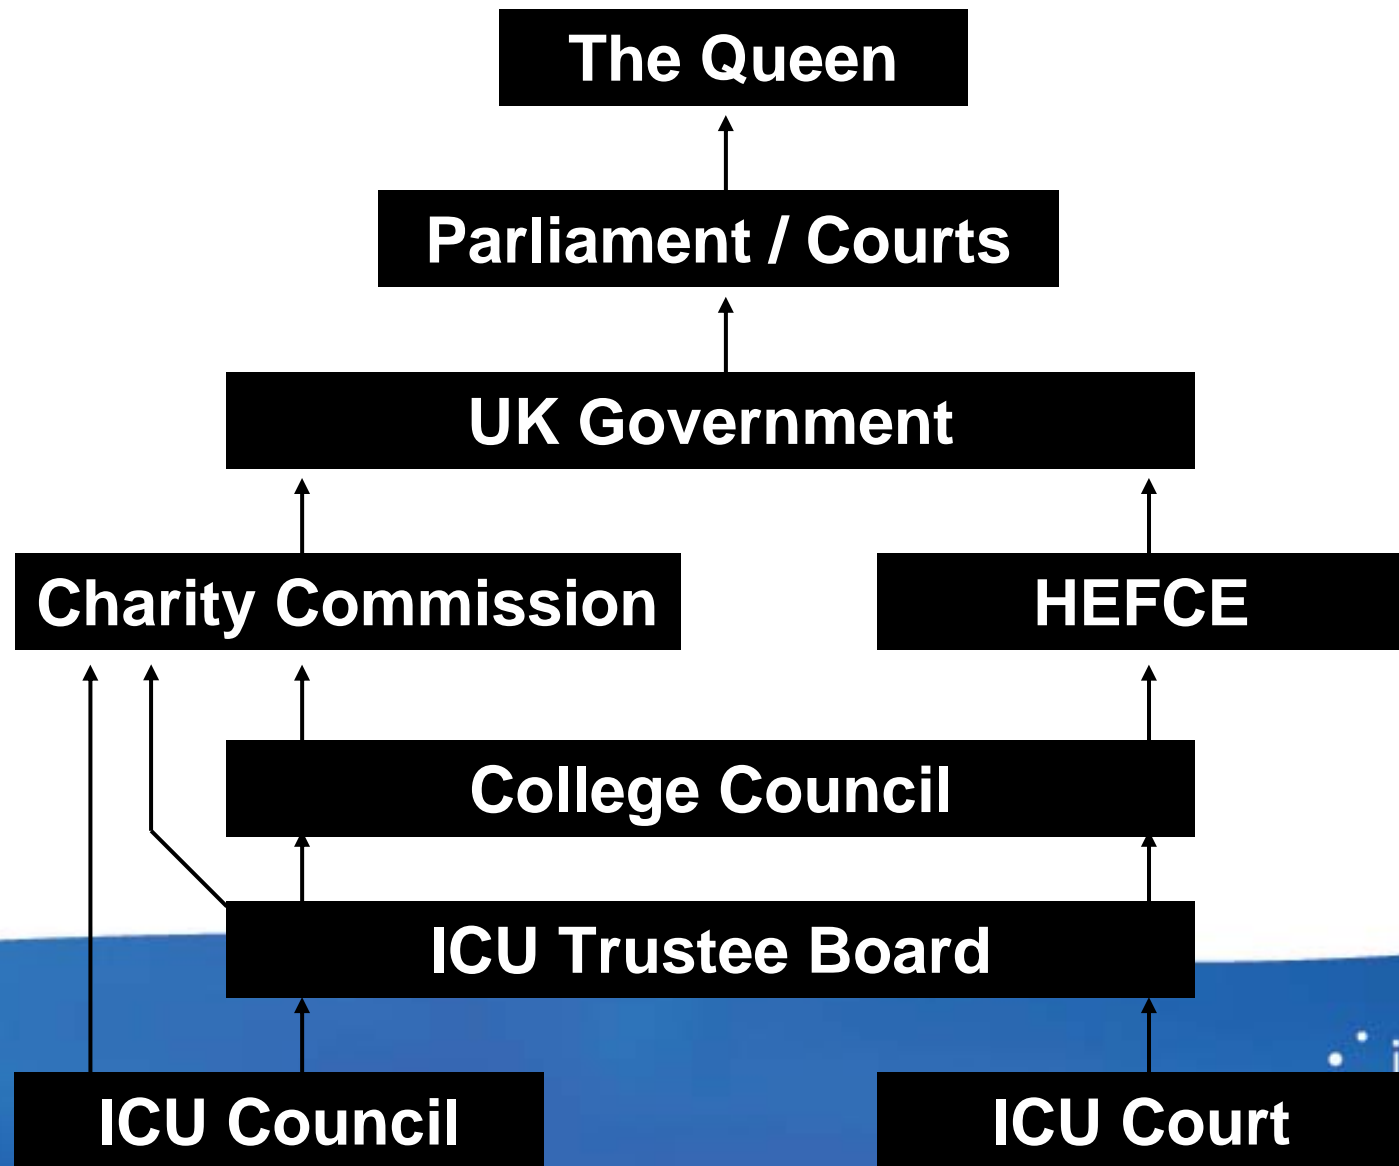 The Queen
Parliament / Courts
UK Government
Charity Commission
HEFCE
College Council
ICU Trustee Board
ICU Council
ICU Court